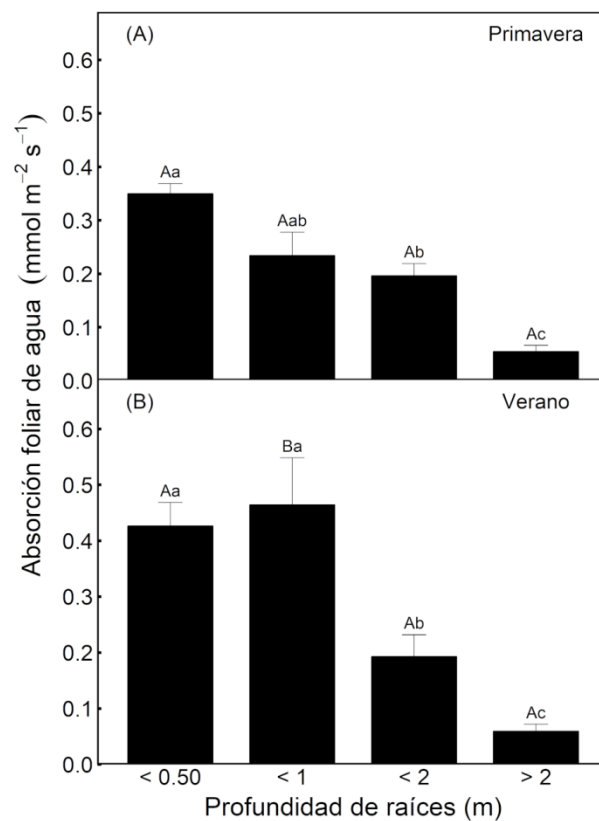 (A)
Primavera
0.6
0.5
0.4
0.3
0.2
0.1
0.0
Aa
Aab
Ab
Ac
(B)
Verano
0.6
0.5
0.4
0.3
0.2
0.1
0.0
Aa
Ba
Ab
Ac
Absorción foliar de agua (mmol m⁻² s⁻¹)
< 0.50
< 1
< 2
> 2
Profundidad de raíces (m)